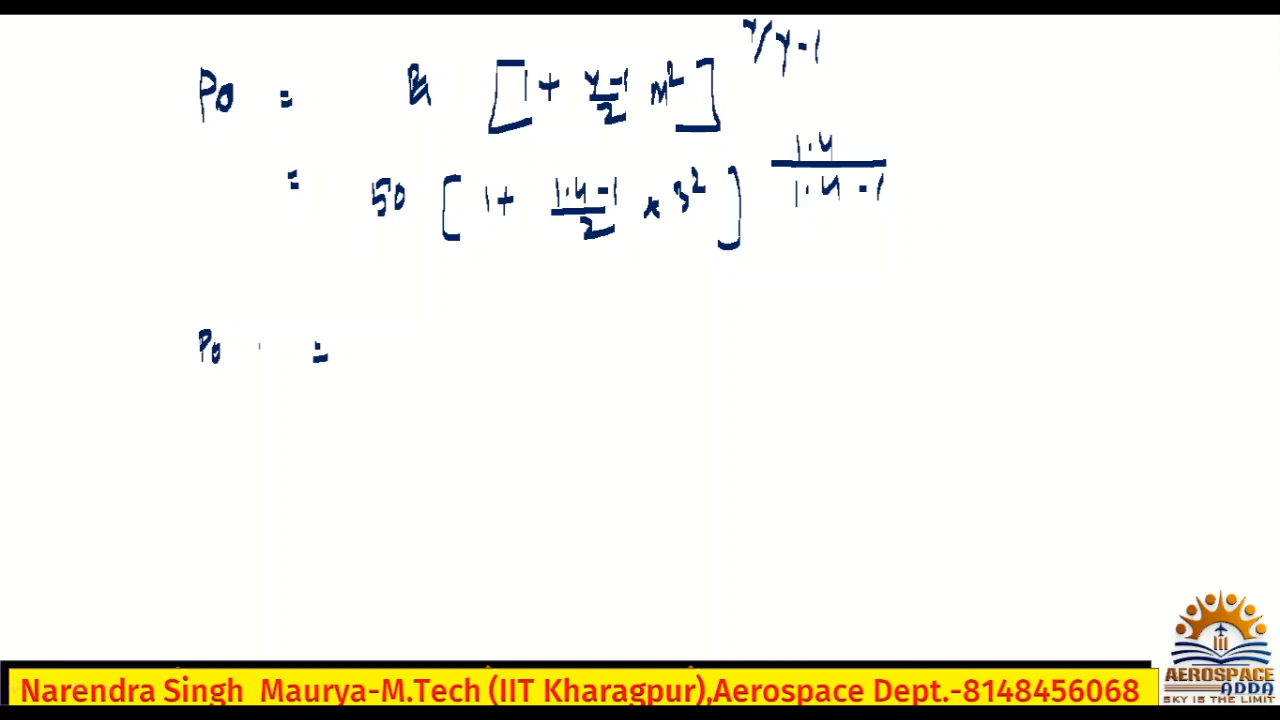 P0 = [1 + γ-1/2 M²]^γ/γ-1
= 50 [1 + 1.4-1/2 × 3²]^1.4/1.4-1
P0 =
Narendra Singh Maurya-M.Tech (IIT Kharagpur),Aerospace Dept.-8148456068
AEROSPACE
ADDA
SKY IS THE LIMIT